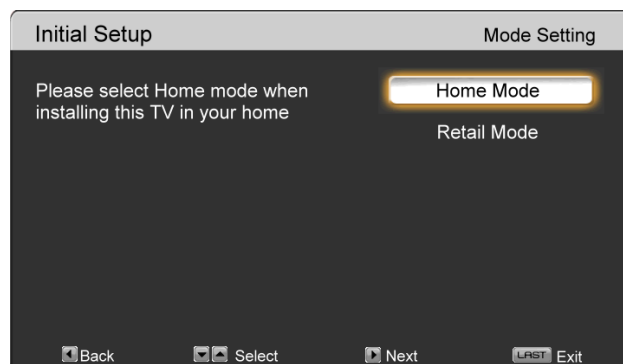 Initial Setup
Mode Setting
Please select Home mode when
installing this TV in your home
Home Mode
Retail Mode
Back
Select
Next
LAST Exit